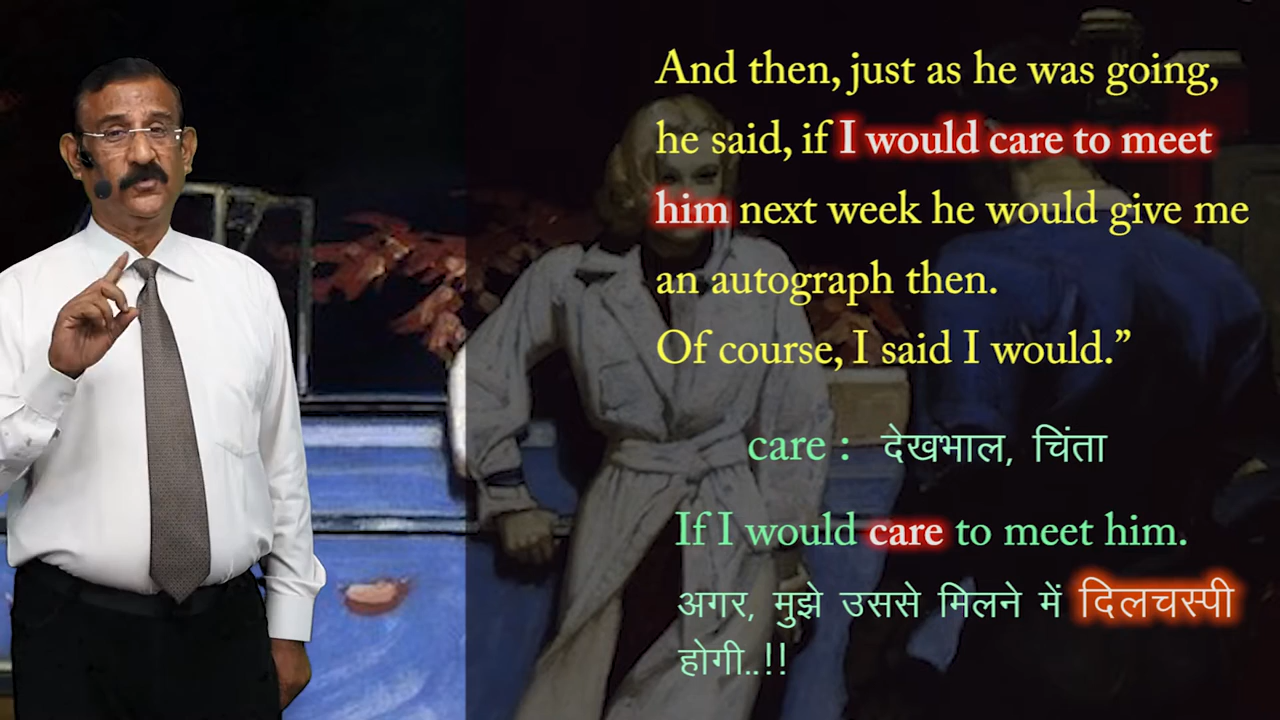 And then, just as he was going,
he said, if I would care to meet
him next week he would give me
an autograph then.
Of course, I said I would.”
care : देखभाल, चिंता
If I would care to meet him.
अगर, मुझे उससे मिलने में दिलचस्पी
होगी..!!